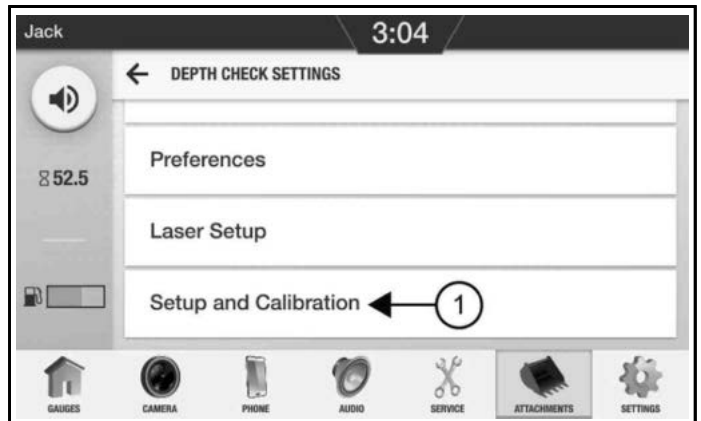 Jack
3:04
DEPTH CHECK SETTINGS
52.5
Preferences
Laser Setup
Setup and Calibration
1
GAUGES CAMERA PHONE AUDIO SERVICE ATTACHMENTS SETTINGS